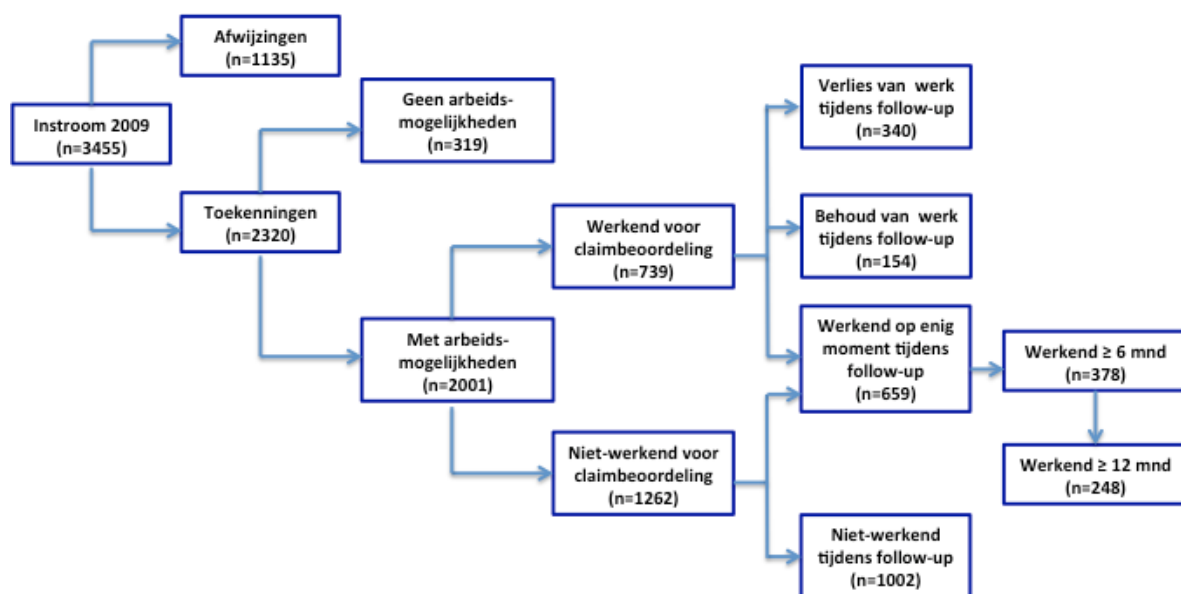 Afwijzingen
(n=1135)
Instroom 2009
(n=3455)
Toekenningen
(n=2320)
Geen arbeids-
mogelijkheden
(n=319)
Met arbeids-
mogelijkheden
(n=2001)
Werkend voor
claimbeoordeling
(n=739)
Niet-werkend voor
claimbeoordeling
(n=1262)
Verlies van werk
tijdens follow-up
(n=340)
Behoud van werk
tijdens follow-up
(n=154)
Werkend op enig
moment tijdens
follow-up
(n=659)
Niet-werkend
tijdens follow-up
(n=1002)
Werkend ≥ 6 mnd
(n=378)
Werkend ≥ 12 mnd
(n=248)